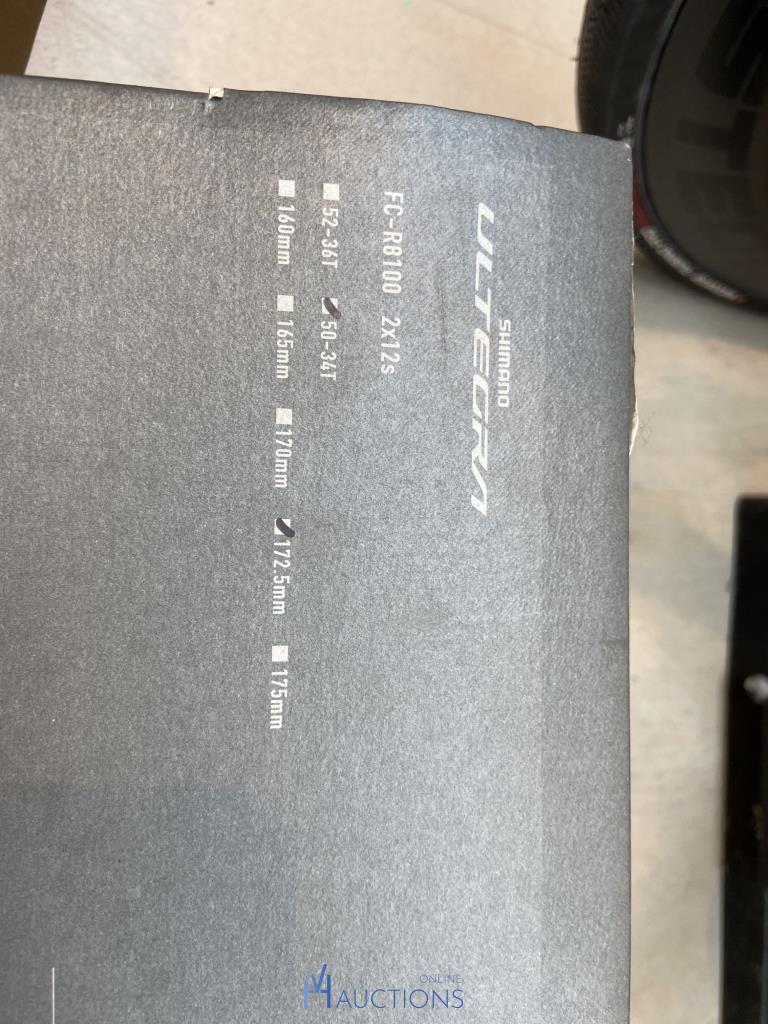 SHIMANO
ULTEGRA
FC-R8100 2x12s
52-36T 50-34T
160mm 165mm 170mm 172.5mm 175mm
ONLINE
AUCTIONS